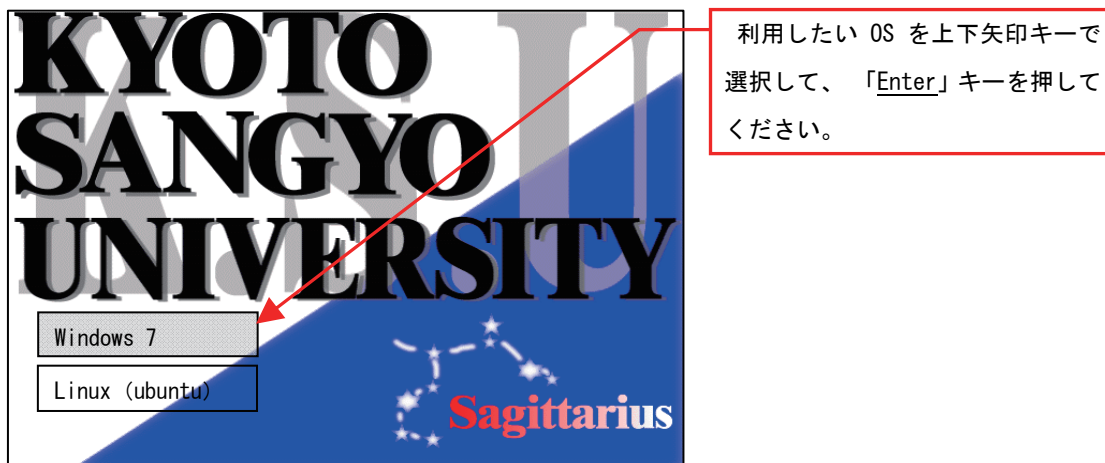 KYOTO
SANGYO
UNIVERSITY
K.S.U
Windows 7
Linux (ubuntu)
Sagittarius
利用したい OS を上下矢印キーで
選択して、 「Enter」キーを押して
ください。